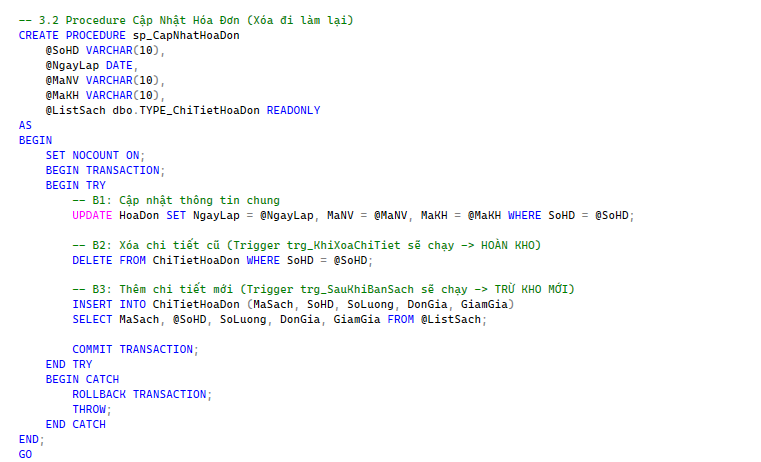 -- 3.2 Procedure Cập Nhật Hóa Đơn (Xóa đi làm lại)
CREATE PROCEDURE sp_CapNhatHoaDon
    @SoHD VARCHAR(10),
    @NgayLap DATE,
    @MaNV VARCHAR(10),
    @MaKH VARCHAR(10),
    @ListSach dbo.TYPE_ChiTietHoaDon READONLY
AS
BEGIN
    SET NOCOUNT ON;
    BEGIN TRANSACTION;
    BEGIN TRY
        -- B1: Cập nhật thông tin chung
        UPDATE HoaDon SET NgayLap = @NgayLap, MaNV = @MaNV, MaKH = @MaKH WHERE SoHD = @SoHD;

        -- B2: Xóa chi tiết cũ (Trigger trg_KhiXoaChiTiet sẽ chạy -> HOÀN KHO)
        DELETE FROM ChiTietHoaDon WHERE SoHD = @SoHD;

        -- B3: Thêm chi tiết mới (Trigger trg_SauKhiBanSach sẽ chạy -> TRỪ KHO MỚI)
        INSERT INTO ChiTietHoaDon (MaSach, SoHD, SoLuong, DonGia, GiamGia)
        SELECT MaSach, @SoHD, SoLuong, DonGia, GiamGia FROM @ListSach;

        COMMIT TRANSACTION;
    END TRY
    BEGIN CATCH
        ROLLBACK TRANSACTION;
        THROW;
    END CATCH
END;
GO